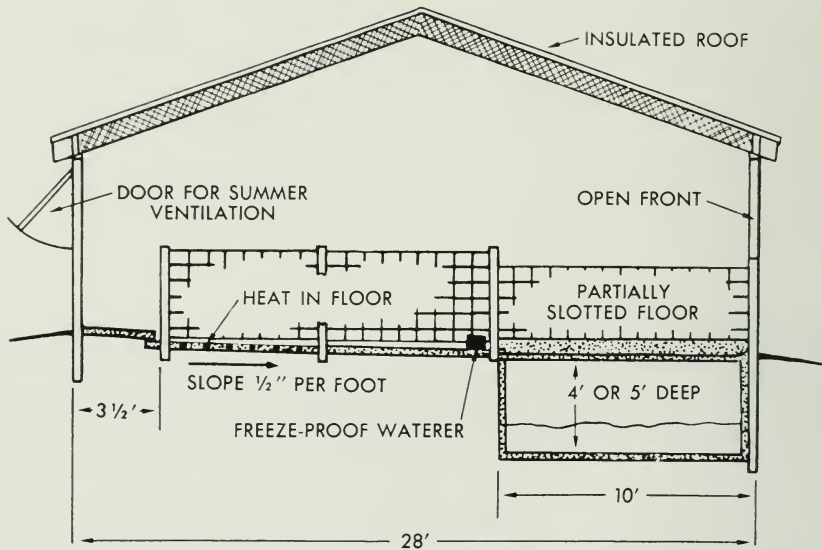 INSULATED ROOF
DOOR FOR SUMMER
VENTILATION
OPEN FRONT
PARTIALLY
SLOTTED FLOOR
HEAT IN FLOOR
SLOPE ½" PER FOOT
4' OR 5' DEEP
3½'
FREEZE-PROOF WATERER
10'
28'